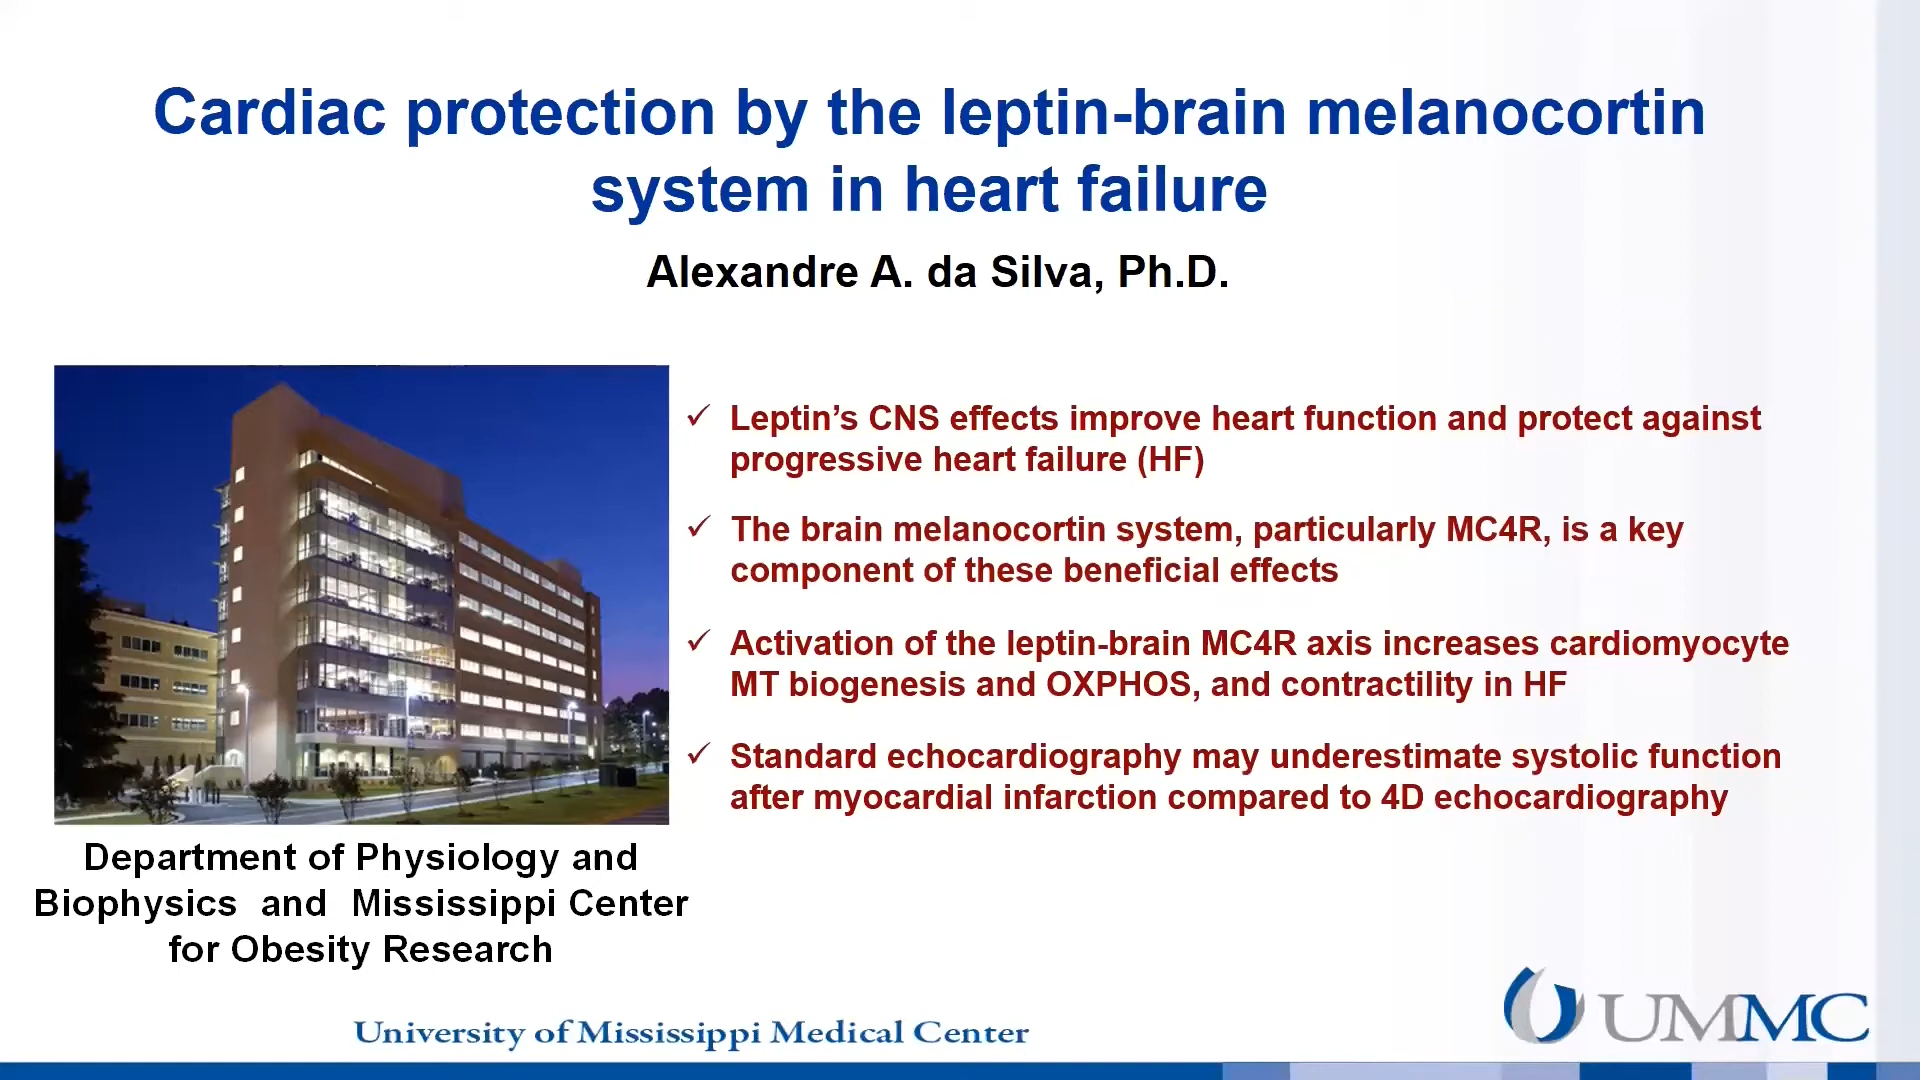 Cardiac protection by the leptin-brain melanocortin
system in heart failure
Alexandre A. da Silva, Ph.D.
✓ Leptin’s CNS effects improve heart function and protect against
progressive heart failure (HF)
✓ The brain melanocortin system, particularly MC4R, is a key
component of these beneficial effects
✓ Activation of the leptin-brain MC4R axis increases cardiomyocyte
MT biogenesis and OXPHOS, and contractility in HF
✓ Standard echocardiography may underestimate systolic function
after myocardial infarction compared to 4D echocardiography
Department of Physiology and
Biophysics and Mississippi Center
for Obesity Research
University of Mississippi Medical Center
UMMC